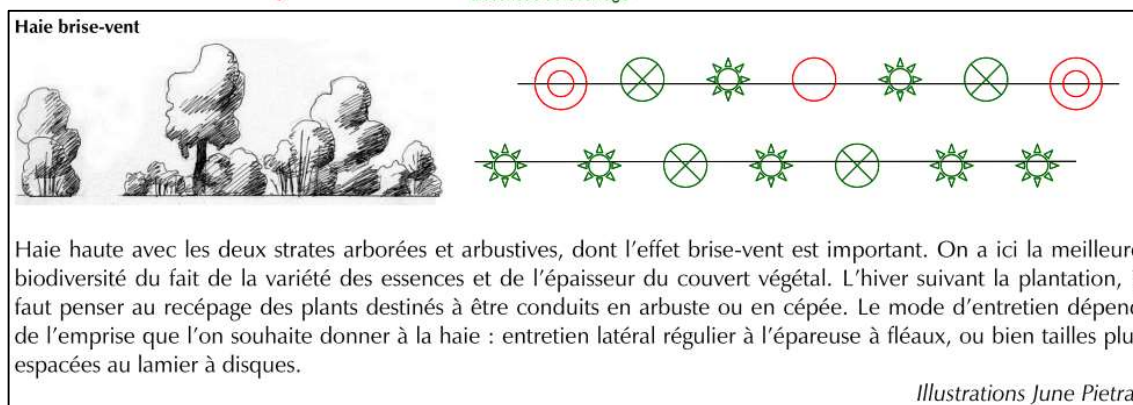 Haie brise-vent
Haie haute avec les deux strates arborées et arbustives, dont l'effet brise-vent est important. On a ici la meilleure
biodiversité du fait de la variété des essences et de l'épaisseur du couvert végétal. L'hiver suivant la plantation,
faut penser au recépage des plants destinés à être conduits en arbuste ou en cépée. Le mode d'entretien dépend
de l'emprise que l'on souhaite donner à la haie : entretien latéral régulier à l'épareuse à fléaux, ou bien tailles plu
espacées au lamier à disques.
Illustrations June Pietra